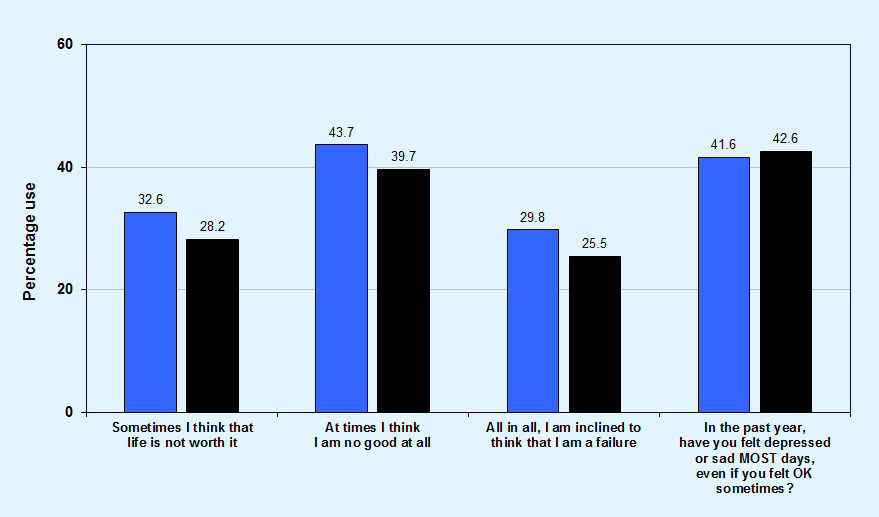 60
43.7
41.6
42.6
39.7
40
32.6
28.2
29.8
25.5
Percentage use
20
0
Sometimes I think that
life is not worth it
At times I think
I am no good at all
All in all, I am inclined to
think that I am a failure
In the past year,
have you felt depressed
or sad MOST days,
even if you felt OK
sometimes?